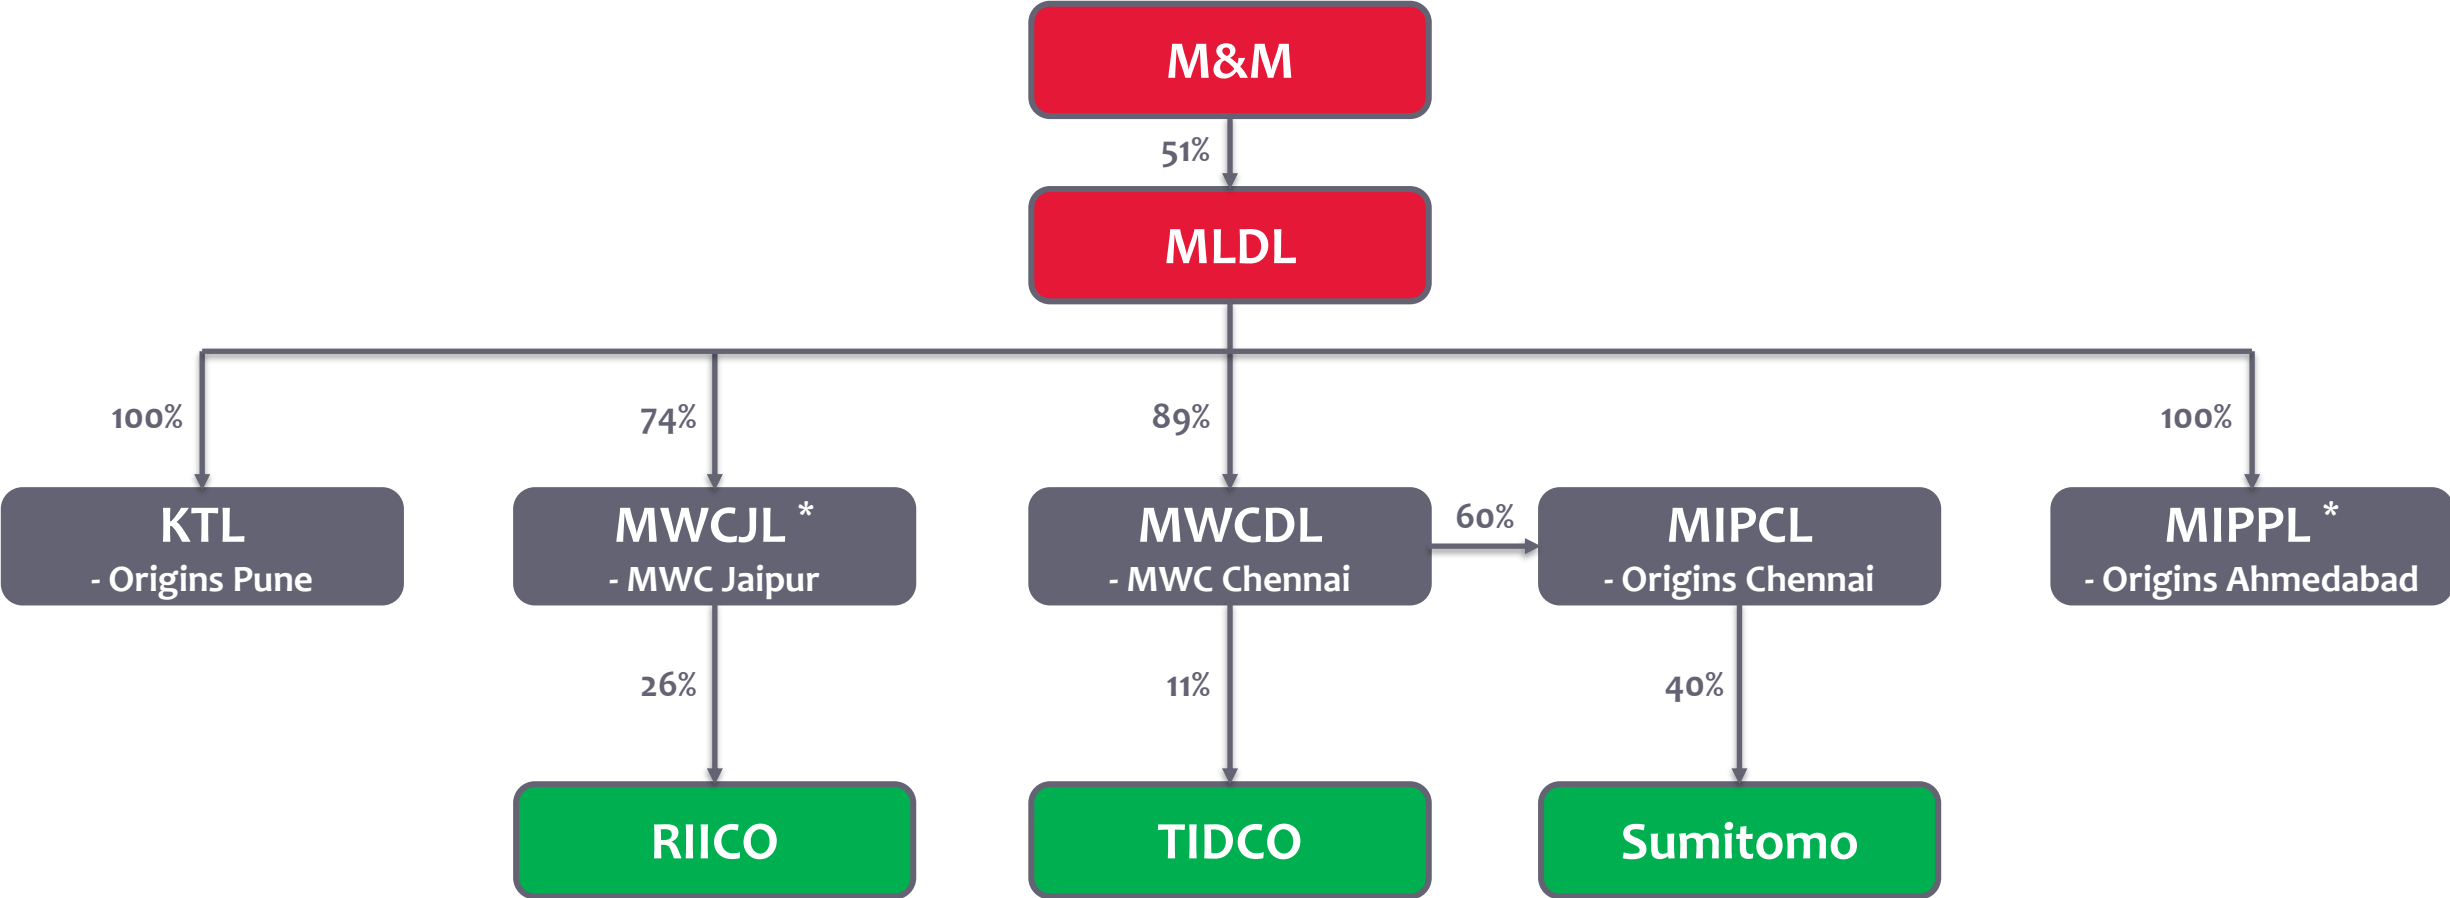 M&M
51%
MLDL
100%
74%
89%
100%
KTL
- Origins Pune
MWCJL *
- MWC Jaipur
MWCDL
- MWC Chennai
60%
MIPCL
- Origins Chennai
MIPPL *
- Origins Ahmedabad
26%
11%
40%
RIICO
TIDCO
Sumitomo